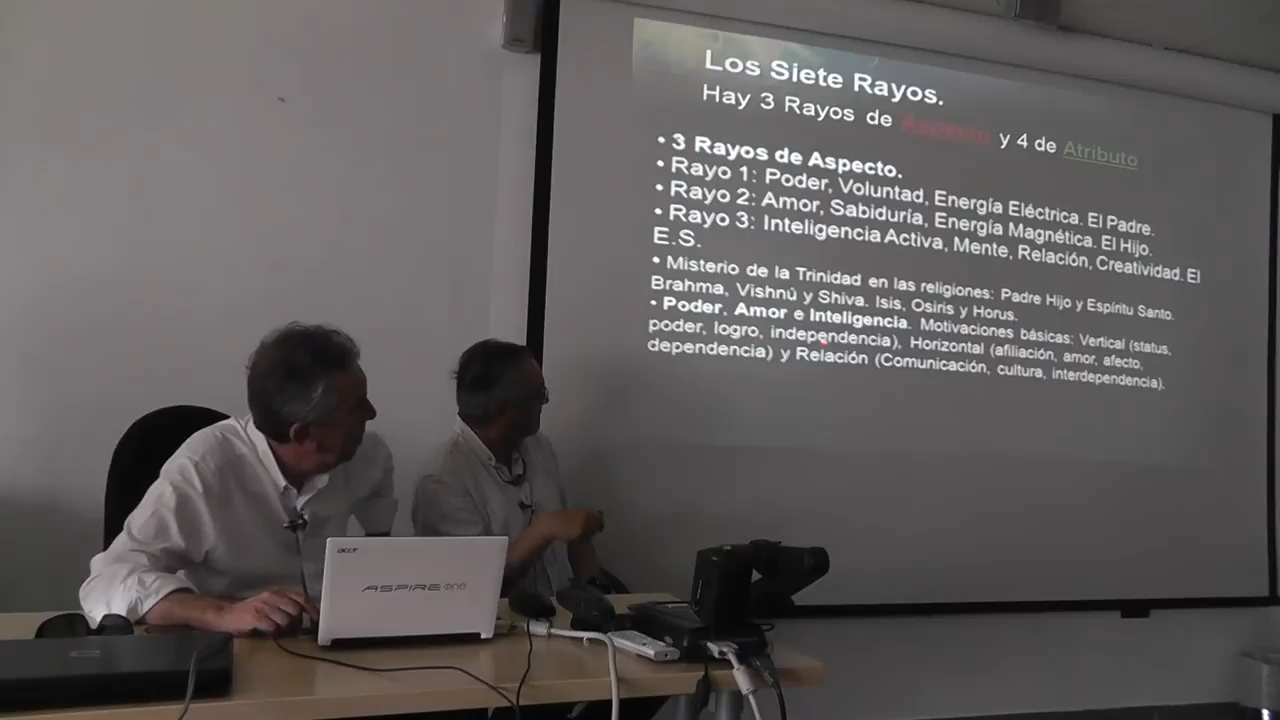 Los Siete Rayos.
Hay 3 Rayos de Aspecto y 4 de Atributo
• 3 Rayos de Aspecto.
• Rayo 1: Poder, Voluntad, Energía Eléctrica. El Padre.
• Rayo 2: Amor, Sabiduría, Energía Magnética. El Hijo.
• Rayo 3: Inteligencia Activa, Mente, Relación, Creatividad. El
E.S.
• Misterio de la Trinidad en las religiones: Padre Hijo y Espíritu Santo.
Brahma, Vishnú y Shiva. Isis, Osiris y Horus.
• Poder, Amor e Inteligencia. Motivaciones básicas: Vertical (status,
poder, logro, independencia), Horizontal (afiliación, amor, afecto,
dependencia) y Relación (Comunicación, cultura, interdependencia).
acer
ASPIRE one